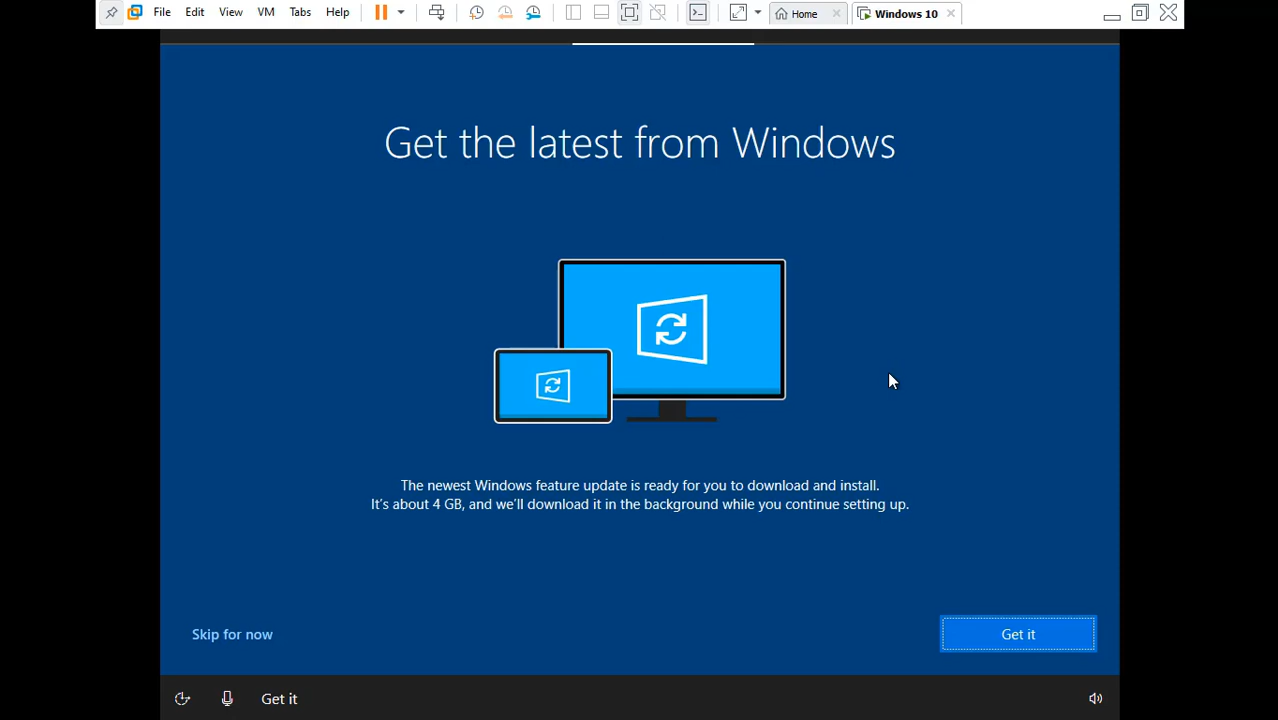 File Edit View VM Tabs Help Home Windows 10
Get the latest from Windows
The newest Windows feature update is ready for you to download and install.
It's about 4 GB, and we'll download it in the background while you continue setting up.
Skip for now
Get it
Get it